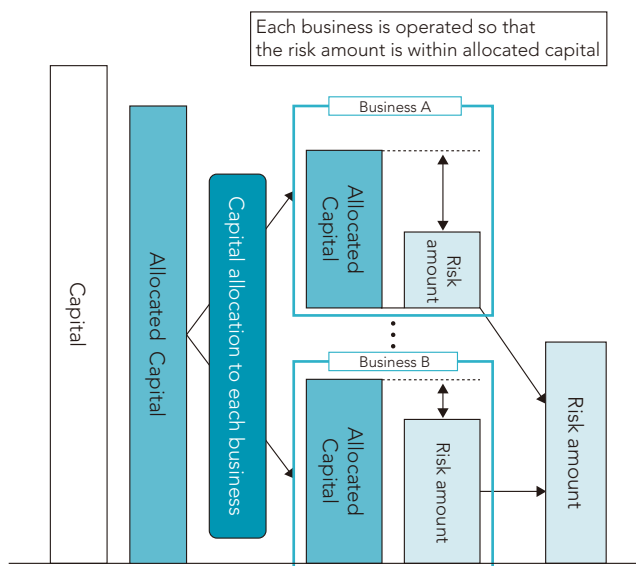 Each business is operated so that
the risk amount is within allocated capital
Capital
Allocated Capital
Capital allocation to each business
Business A
Allocated
Capital
Risk
amount
Business B
Allocated
Capital
Risk amount
Risk amount